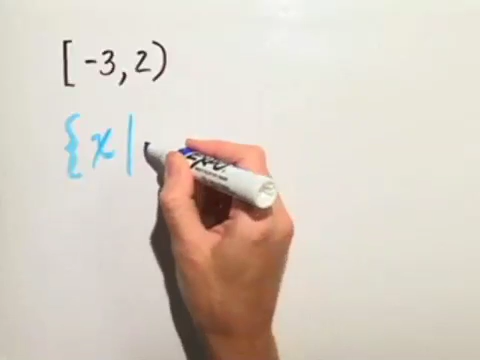 [-3, 2)
{x|